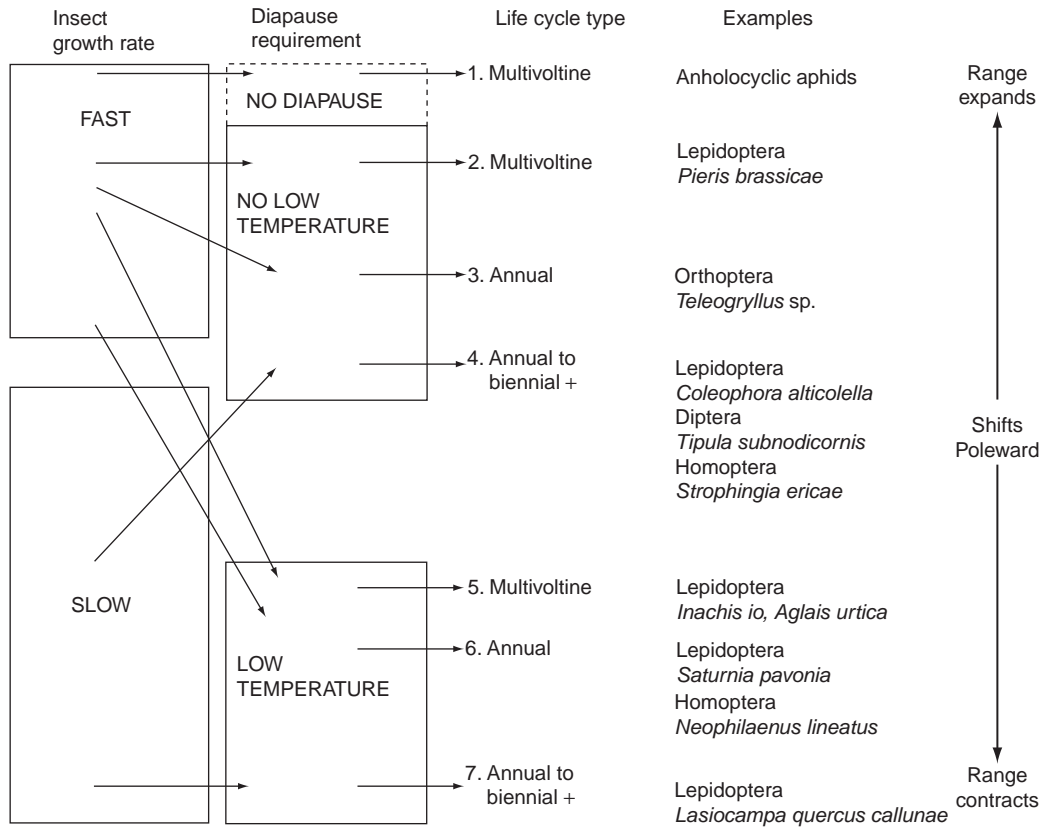 Insect
growth rate
Diapause
requirement
Life cycle type
Examples
FAST
NO DIAPAUSE
1. Multivoltine
Anholocyclic aphids
Range
expands
2. Multivoltine
Lepidoptera
Pieris brassicae
NO LOW
TEMPERATURE
3. Annual
Orthoptera
Teleogryllus sp.
4. Annual to
biennial +
Lepidoptera
Coleophora alticolella
Diptera
Tipula subnodicornis
Homoptera
Strophingia ericae
Shifts
Poleward
SLOW
5. Multivoltine
Lepidoptera
Inachis io, Aglais urtica
LOW
TEMPERATURE
6. Annual
Lepidoptera
Saturnia pavonia
Homoptera
Neophilaenus lineatus
7. Annual to
biennial +
Lepidoptera
Lasiocampa quercus callunae
Range
contracts